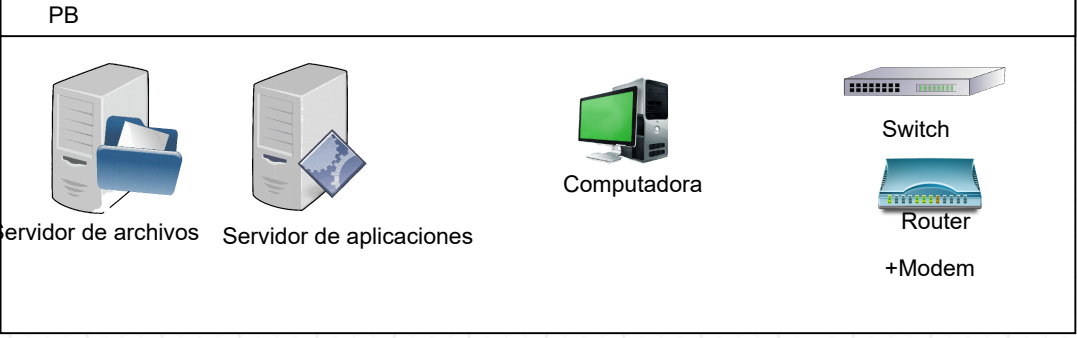 PB
Servidor de archivos
Servidor de aplicaciones
Computadora
Switch
Router
+Modem